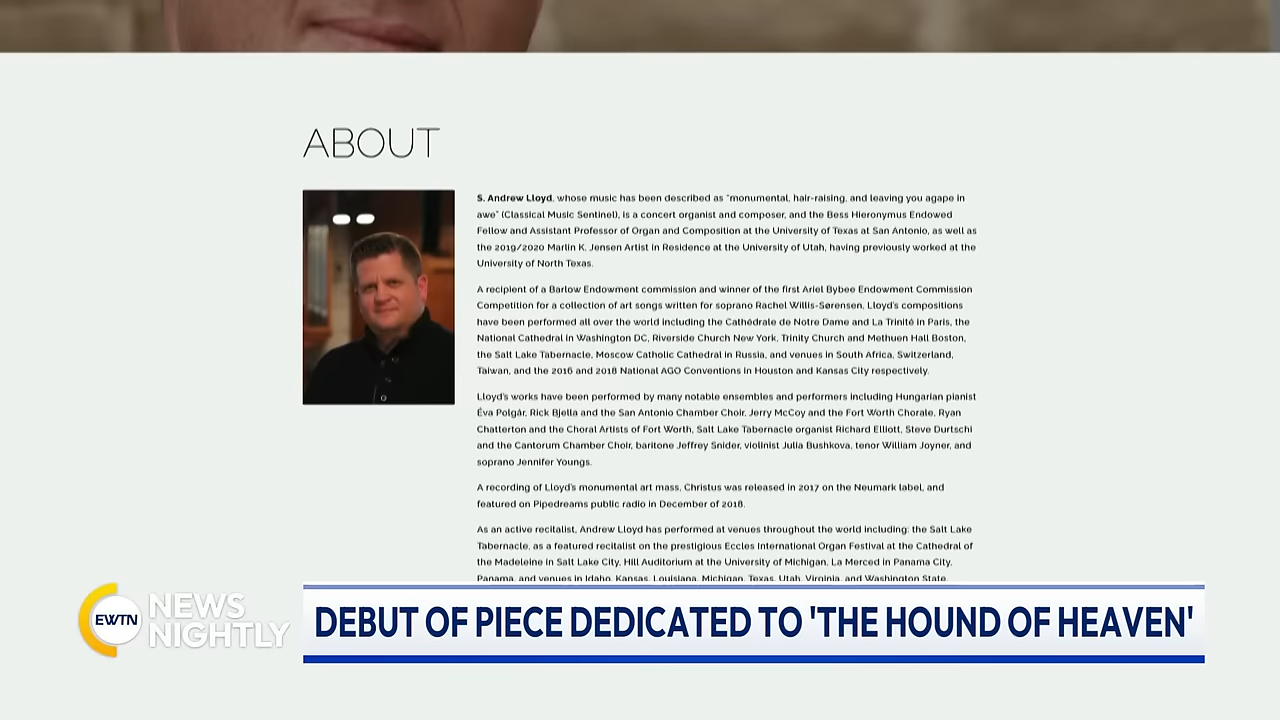 ABOUT
S. Andrew Lloyd, whose music has been described as "monumental, hair-raising, and leaving you agape in
awe" (Classical Music Sentinel), is a concert organist and composer, and the Bess Hieronymus Endowed
Fellow and Assistant Professor of Organ and Composition at the University of Texas at San Antonio, as well as
the 2019/2020 Marlin K. Jensen Artist in Residence at the University of Utah, having previously worked at the
University of North Texas.
A recipient of a Barlow Endowment commission and winner of the first Ariel Bybee Endowment Commission
Competition for a collection of art songs written for soprano Rachel Willis-Sørensen, Lloyd's compositions
have been performed all over the world including the Cathédrale de Notre Dame and La Trinité in Paris, the
National Cathedral in Washington DC, Riverside Church New York, Trinity Church and Methuen Hall Boston,
the Salt Lake Tabernacle, Moscow Catholic Cathedral in Russia, and venues in South Africa, Switzerland,
Taiwan, and the 2016 and 2018 National AGO Conventions in Houston and Kansas City respectively.
Lloyd's works have been performed by many notable ensembles and performers including Hungarian pianist
Éva Polgár, Rick Bjella and the San Antonio Chamber Choir, Jerry McCoy and the Fort Worth Chorale, Ryan
Chatterton and the Choral Artists of Fort Worth, Salt Lake Tabernacle organist Richard Elliott, Steve Durtschi
and the Cantorum Chamber Choir, baritone Jeffrey Snider, violinist Julia Bushkova, tenor William Joyner, and
soprano Jennifer Youngs.
A recording of Lloyd's monumental art mass, Christus was released in 2017 on the Neumark label, and
featured on Pipedreams public radio in December of 2018.
As an active recitalist, Andrew Lloyd has performed at venues throughout the world including: the Salt Lake
Tabernacle, as a featured recitalist on the prestigious Eccles International Organ Festival at the Cathedral of
the Madeleine in Salt Lake City, Hill Auditorium at the University of Michigan, La Merced in Panama City,
Panama, and venues in Idaho, Kansas, Louisiana, Michigan, Texas, Utah, Virginia, and Washington State.
EWTN NEWS
NIGHTLY
DEBUT OF PIECE DEDICATED TO 'THE HOUND OF HEAVEN'